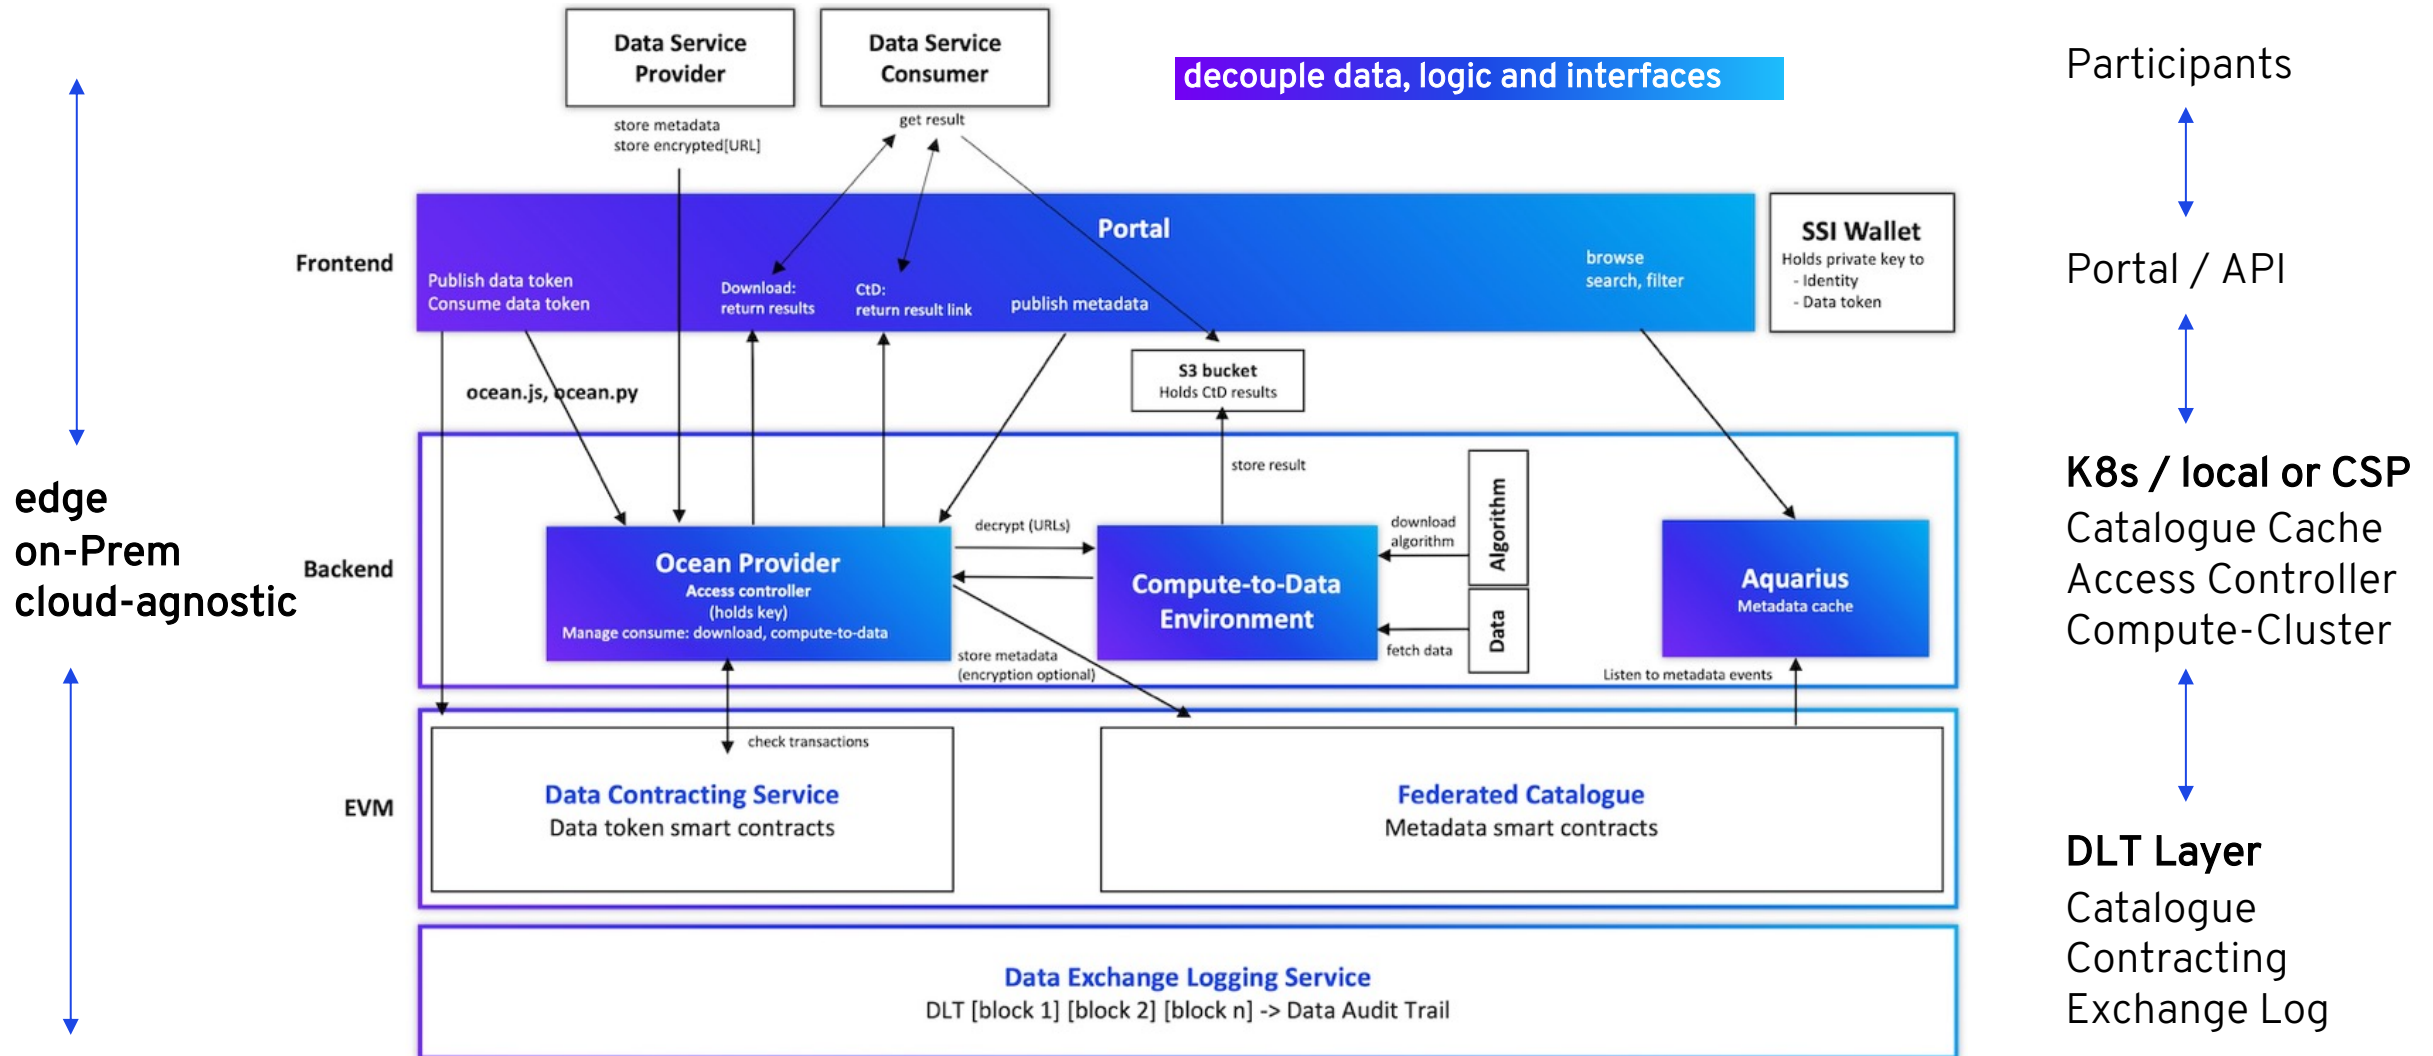 Data Service
Provider
Data Service
Consumer
decouple data, logic and interfaces
Participants
store metadata
store encrypted[URL]
get result
Frontend
Portal
Publish data token
Consume data token
Download:
return results
CtD:
return result link
publish metadata
browse
search, filter
SSI Wallet
Holds private key to
- Identity
- Data token
Portal / API
ocean.js, ocean.py
S3 bucket
Holds CtD results
edge
on-Prem
cloud-agnostic
Backend
store result
decrypt (URLs)
Ocean Provider
Access controller
(holds key)
Manage consume: download, compute-to-data
Compute-to-Data
Environment
download
algorithm
Algorithm
fetch data
Data
Aquarius
Metadata cache
store metadata
(encryption optional)
Listen to metadata events
K8s / local or CSP
Catalogue Cache
Access Controller
Compute-Cluster
EVM
check transactions
Data Contracting Service
Data token smart contracts
Federated Catalogue
Metadata smart contracts
Data Exchange Logging Service
DLT [block 1] [block 2] [block n] -> Data Audit Trail
DLT Layer
Catalogue
Contracting
Exchange Log